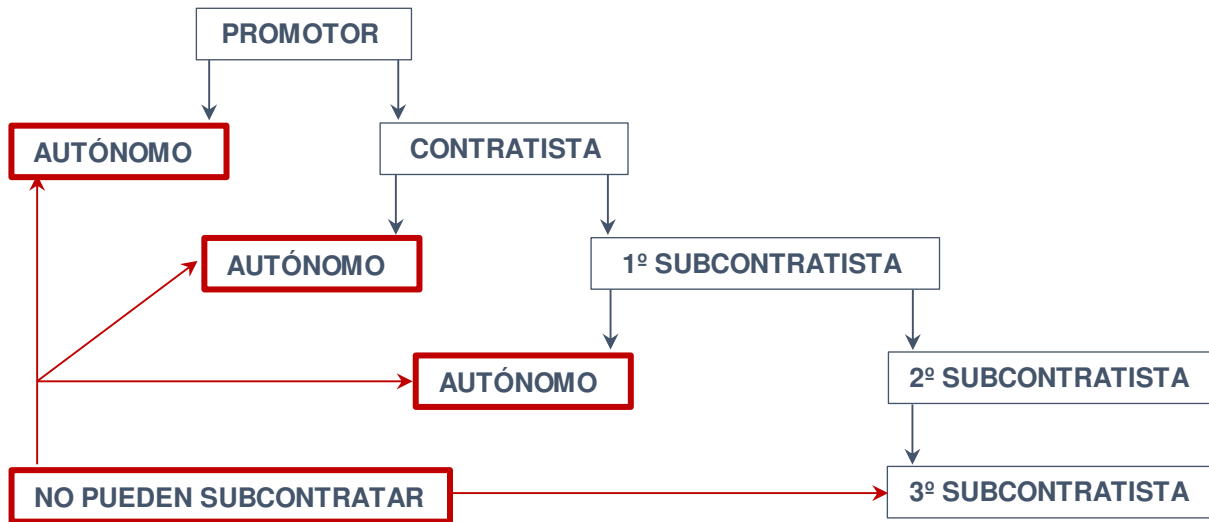 PROMOTOR
AUTÓNOMO
CONTRATISTA
AUTÓNOMO
1º SUBCONTRATISTA
AUTÓNOMO
2º SUBCONTRATISTA
NO PUEDEN SUBCONTRATAR
3º SUBCONTRATISTA